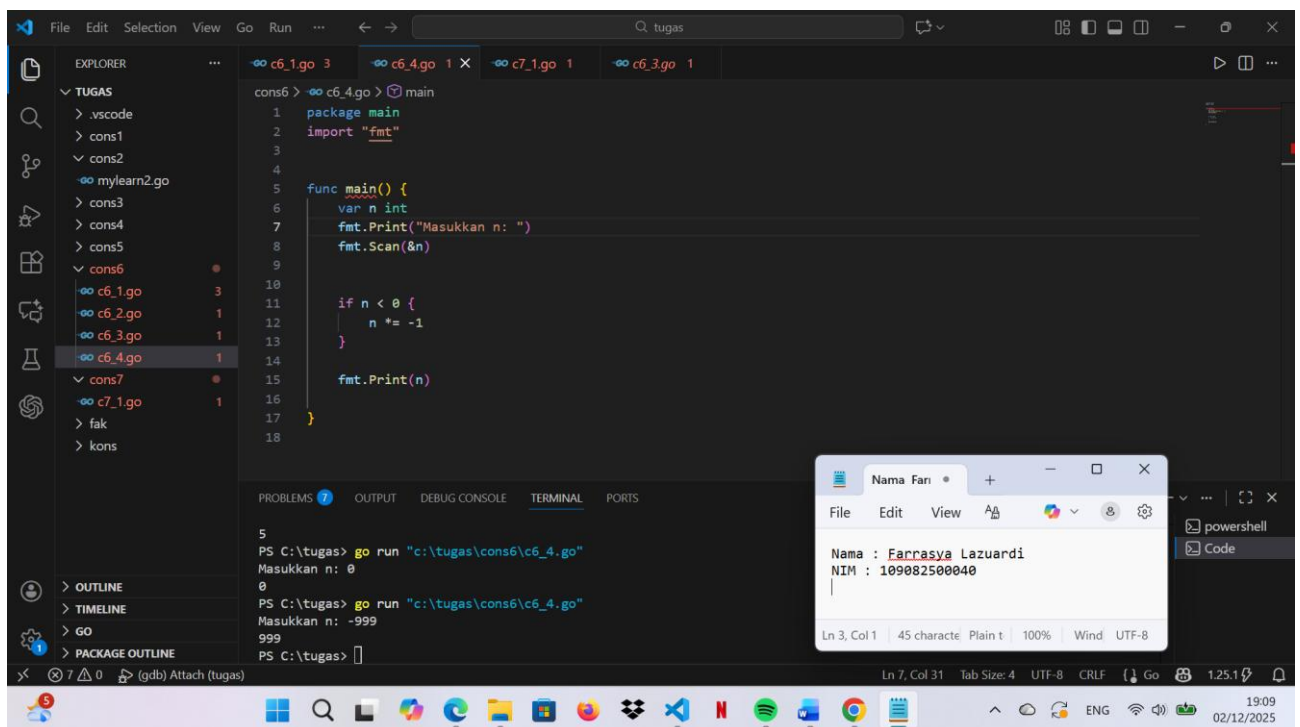 File Edit Selection View Go Run ··· tugas
EXPLORER ···
TUGAS
.vscode
cons1
cons2
mylearn2.go
cons3
cons4
cons5
cons6
c6_1.go 3
c6_2.go 1
c6_3.go 1
c6_4.go 1
cons7
c7_1.go 1
fak
kons
OUTLINE
TIMELINE
GO
PACKAGE OUTLINE
c6_1.go 3 c6_4.go 1 c7_1.go 1 c6_3.go 1
cons6 > c6_4.go > main
1 package main
2 import "fmt"
3
4
5 func main() {
6 var n int
7 fmt.Print("Masukkan n: ")
8 fmt.Scan(&n)
9
10
11 if n < 0 {
12 n *= -1
13 }
14
15 fmt.Print(n)
16
17 }
18
PROBLEMS 7 OUTPUT DEBUG CONSOLE TERMINAL PORTS
5
PS C:\tugas> go run "c:\tugas\cons6\c6_4.go"
Masukkan n: 0
0
PS C:\tugas> go run "c:\tugas\cons6\c6_4.go"
Masukkan n: -999
999
PS C:\tugas>
powershell
Code
Nama Farr
File Edit View
Nama : Farrasya Lazuardi
NIM : 109082500040
Ln 3, Col 1 45 characte Plain t 100% Wind UTF-8
7 0 (gdb) Attach (tugas) Ln 7, Col 31 Tab Size: 4 UTF-8 CRLF Go 1.25.1
ENG 19:09
02/12/2025